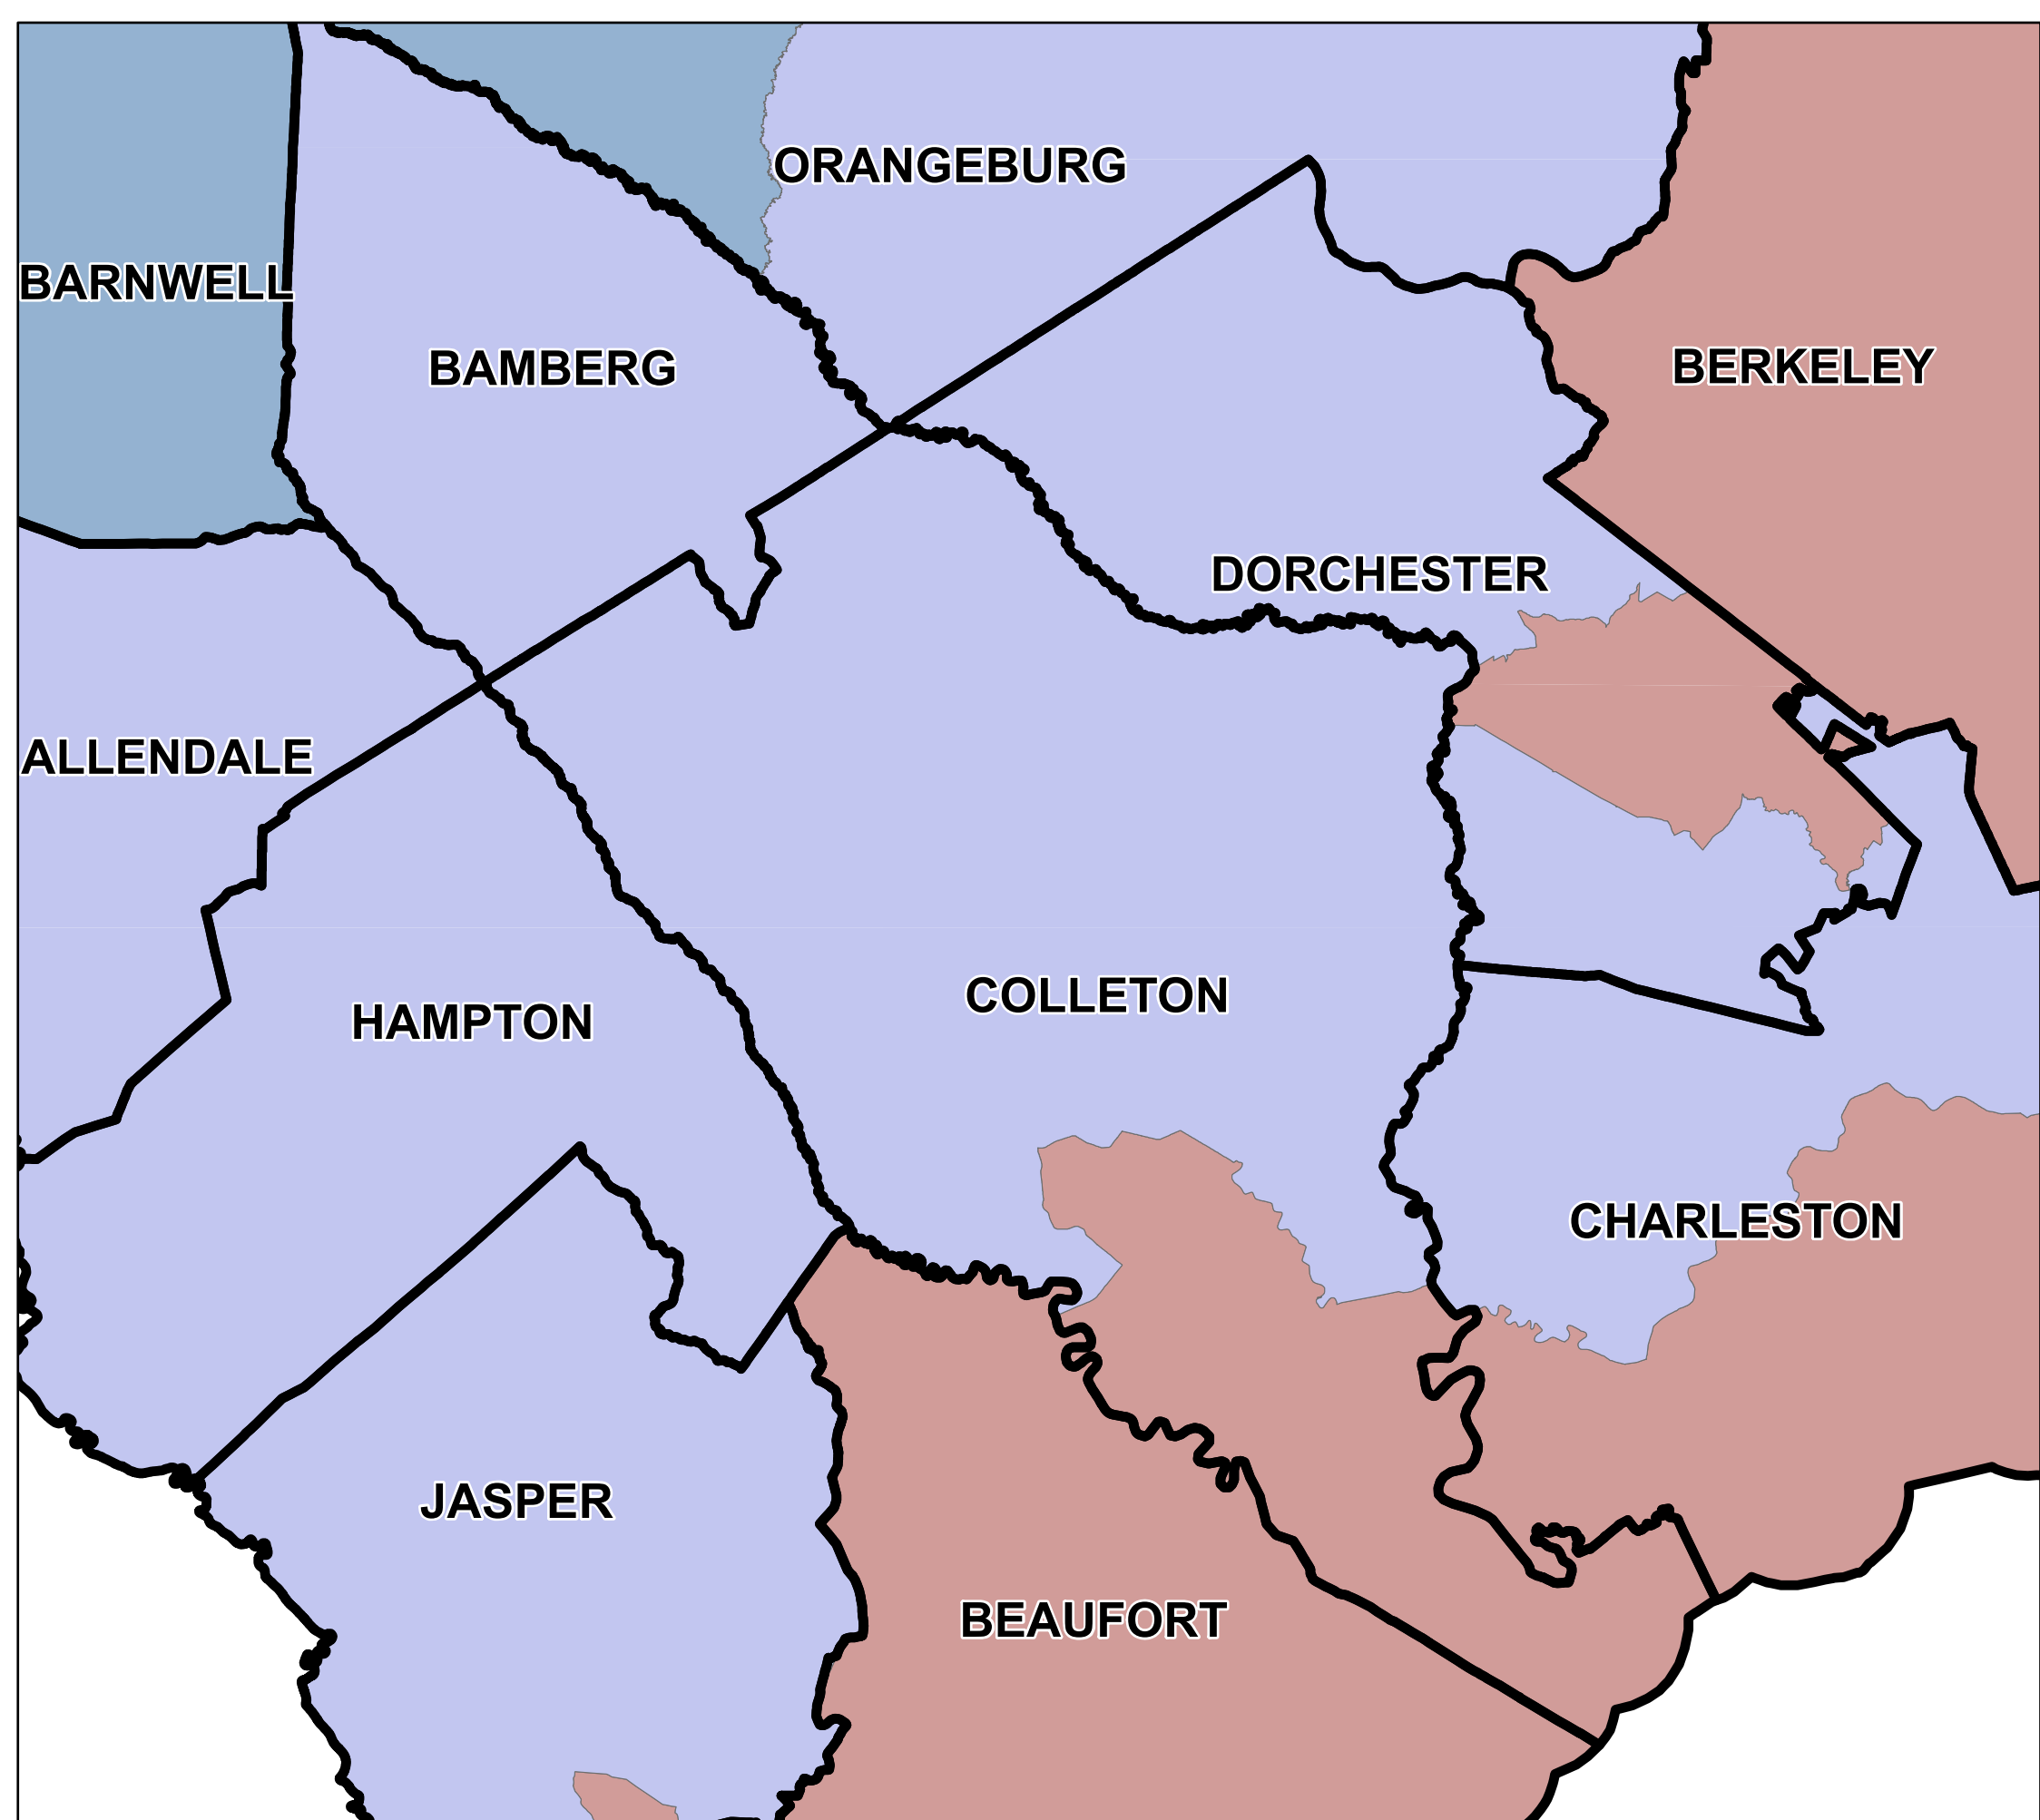 ORANGEBURG
BARNWELL
BAMBERG
BERKELEY
DORCHESTER
ALLENDALE
COLLETON
HAMPTON
CHARLESTON
JASPER
BEAUFORT